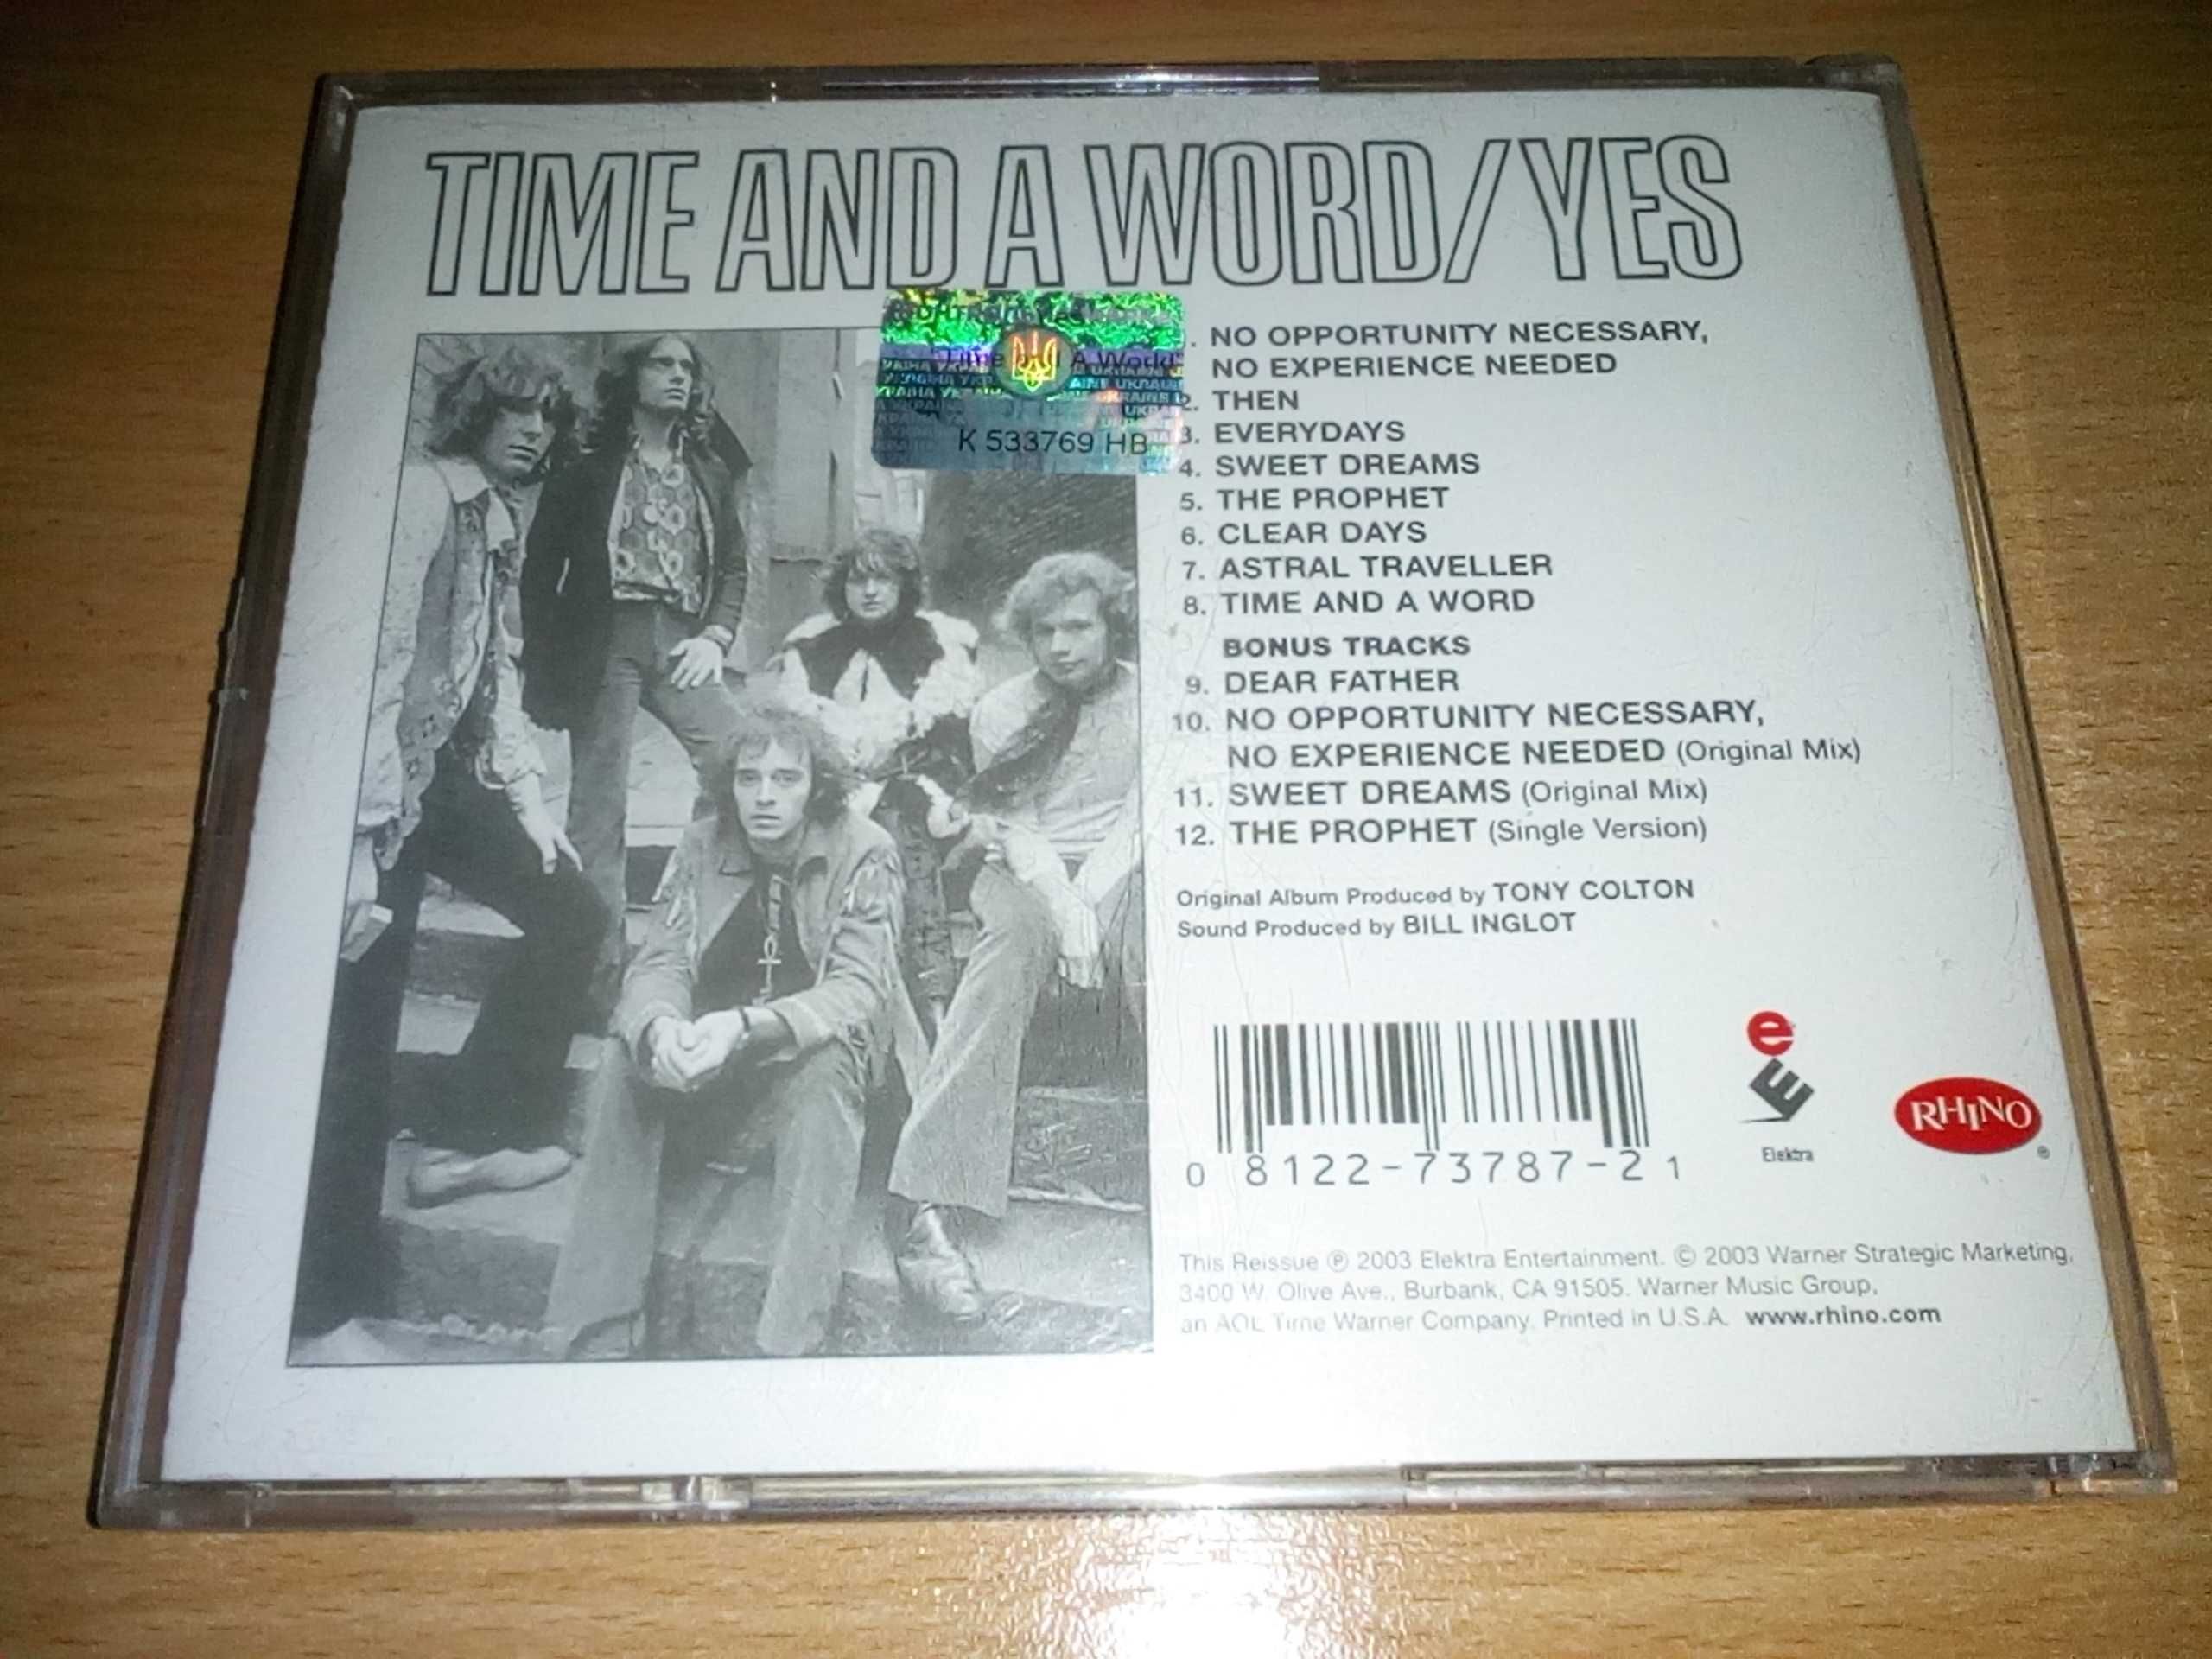 TIME AND A WORD/YES
"Time and A Word"
K 533769 HB
. NO OPPORTUNITY NECESSARY,
NO EXPERIENCE NEEDED
2. THEN
3. EVERYDAYS
4. SWEET DREAMS
5. THE PROPHET
6. CLEAR DAYS
7. ASTRAL TRAVELLER
8. TIME AND A WORD
BONUS TRACKS
9. DEAR FATHER
10. NO OPPORTUNITY NECESSARY,
NO EXPERIENCE NEEDED (Original Mix)
11. SWEET DREAMS (Original Mix)
12. THE PROPHET (Single Version)
Original Album Produced by TONY COLTON
Sound Produced by BILL INGLOT
0 8122-73787-2 1
e
E
Elektra
RHINO
®
This Reissue ℗ 2003 Elektra Entertainment. © 2003 Warner Strategic Marketing,
3400 W. Olive Ave., Burbank, CA 91505. Warner Music Group,
an AOL Time Warner Company. Printed in U.S.A. www.rhino.com